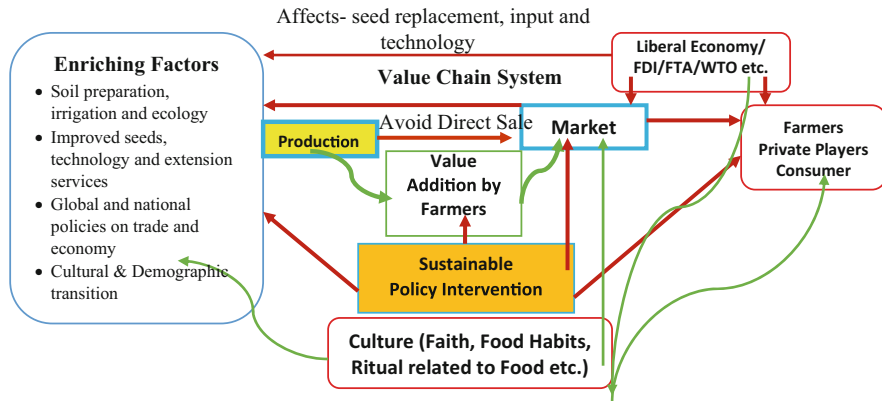 Affects- seed replacement, input and
technology
Liberal Economy/
FDI/FTA/WTO etc.
Enriching Factors
• Soil preparation,
irrigation and ecology
• Improved seeds,
technology and extension
services
• Global and national
policies on trade and
economy
• Cultural & Demographic
transition
Value Chain System
Production
Avoid Direct Sale
Market
Value
Addition by
Farmers
Farmers
Private Players
Consumer
Sustainable
Policy Intervention
Culture (Faith, Food Habits,
Ritual related to Food etc.)